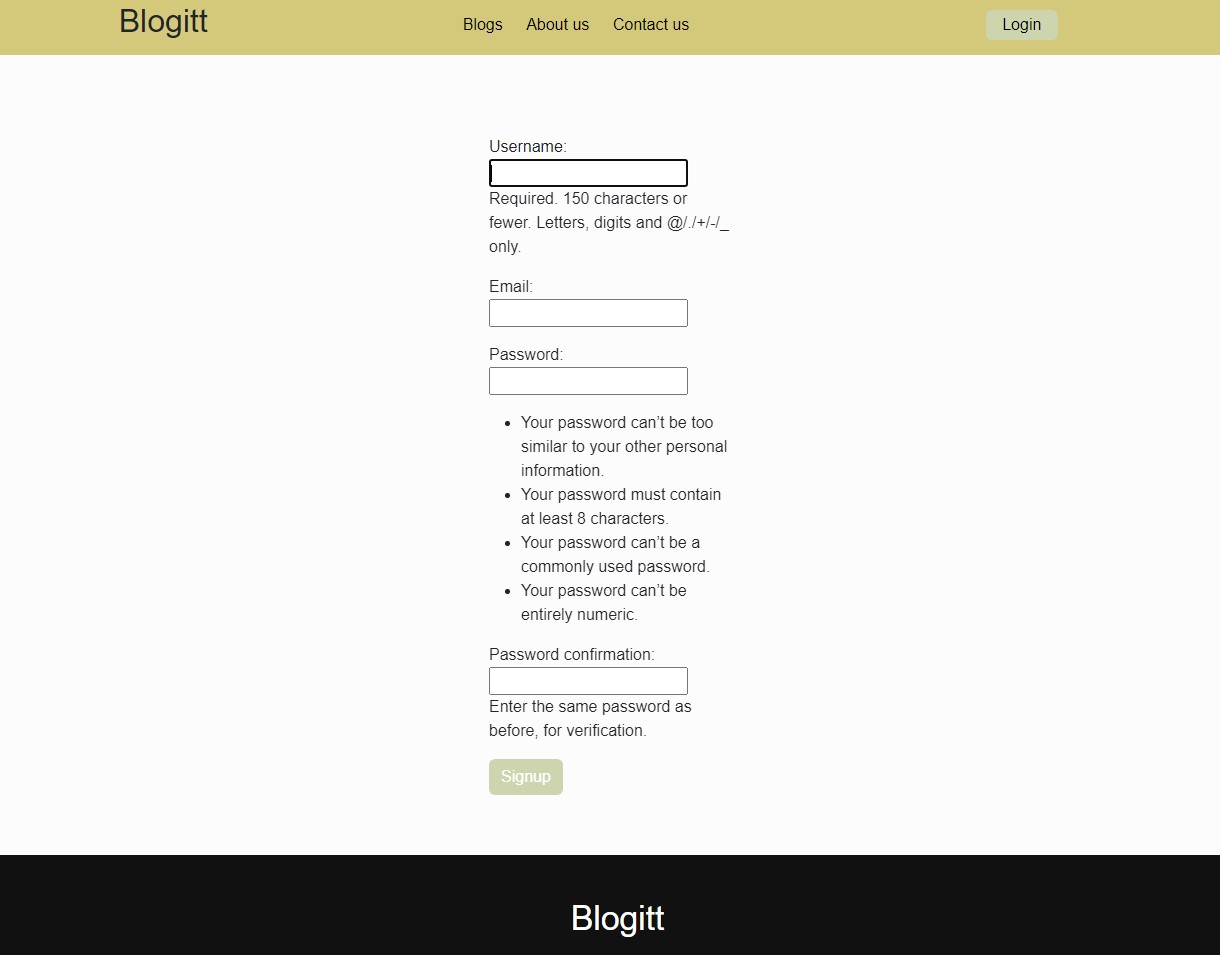 Blogitt
Blogs
About us
Contact us
Login
Username:
Required. 150 characters or
fewer. Letters, digits and @/./+/-/_
only.
Email:
Password:
Your password can’t be too
similar to your other personal
information.
Your password must contain
at least 8 characters.
Your password can’t be a
commonly used password.
Your password can’t be
entirely numeric.
Password confirmation:
Enter the same password as
before, for verification.
Signup
Blogitt